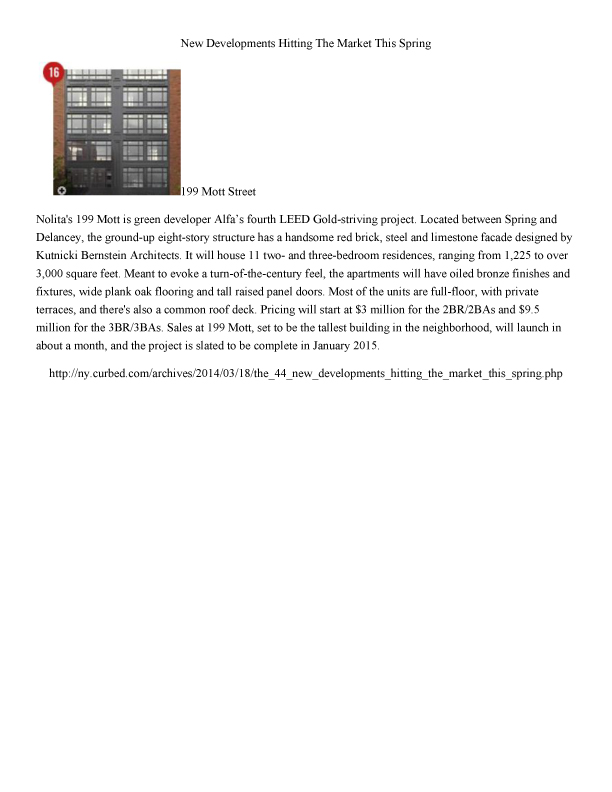 New Developments Hitting The Market This Spring
16
199 Mott Street
Nolita's 199 Mott is green developer Alfa’s fourth LEED Gold-striving project. Located between Spring and
Delancey, the ground-up eight-story structure has a handsome red brick, steel and limestone facade designed by
Kutnicki Bernstein Architects. It will house 11 two- and three-bedroom residences, ranging from 1,225 to over
3,000 square feet. Meant to evoke a turn-of-the-century feel, the apartments will have oiled bronze finishes and
fixtures, wide plank oak flooring and tall raised panel doors. Most of the units are full-floor, with private
terraces, and there's also a common roof deck. Pricing will start at $3 million for the 2BR/2BAs and $9.5
million for the 3BR/3BAs. Sales at 199 Mott, set to be the tallest building in the neighborhood, will launch in
about a month, and the project is slated to be complete in January 2015.
http://ny.curbed.com/archives/2014/03/18/the_44_new_developments_hitting_the_market_this_spring.php